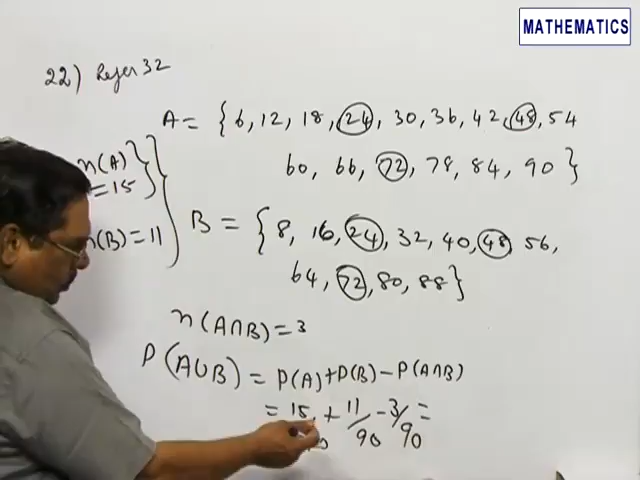 MATHEMATICS
22) Refer 32
A = { 6, 12, 18, 24, 30, 36, 42, 48, 54
60, 66, 72, 78, 84, 90 }
n(A)
= 15
n(B) = 11
B = { 8, 16, 24, 32, 40, 48, 56,
64, 72, 80, 88 }
n(A∩B) = 3
P(A∪B) = P(A)+P(B)−P(A∩B)
= 15/90 + 11/90 − 3/90 =